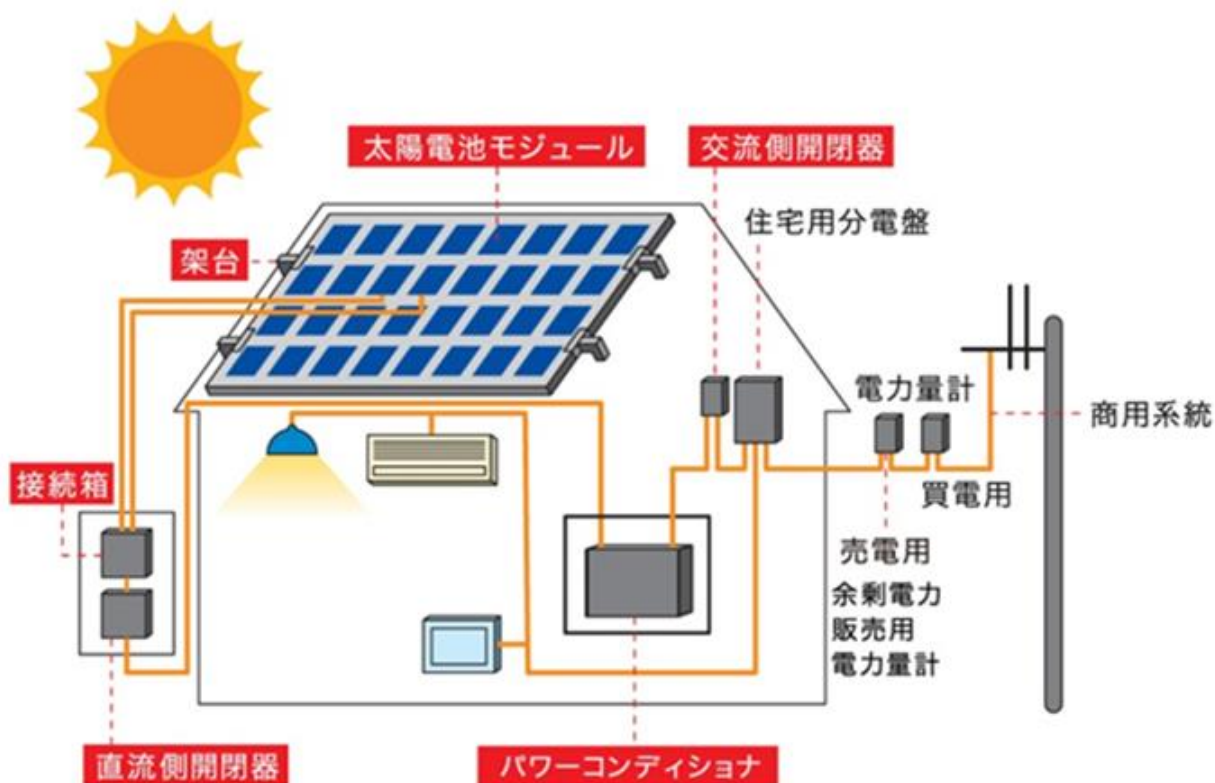 太陽電池モジュール
交流側開閉器
住宅用分電盤
架台
電力量計
商用系統
接続箱
買電用
売電用
余剰電力
販売用
電力量計
直流側開閉器
パワーコンディショナ